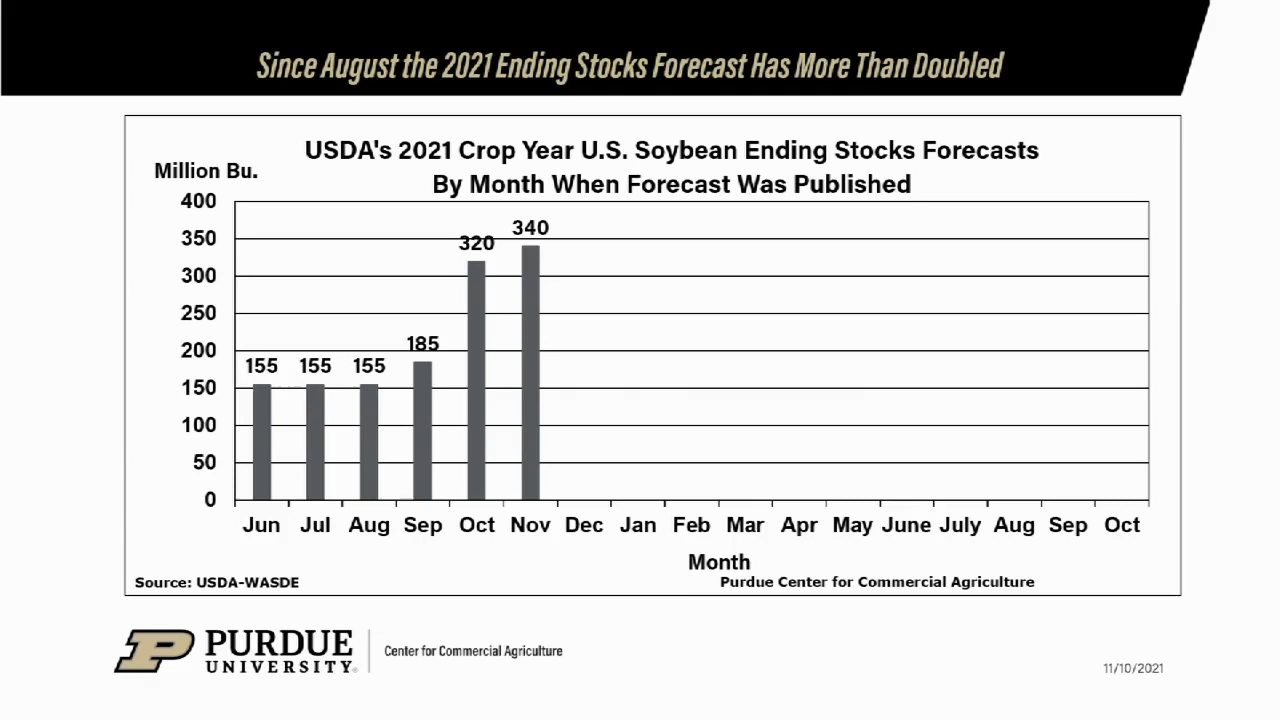 Since August the 2021 Ending Stocks Forecast Has More Than Doubled
USDA's 2021 Crop Year U.S. Soybean Ending Stocks Forecasts
By Month When Forecast Was Published
Million Bu.
400
350
300
250
200
150
100
50
0
155 155 155 185 320 340
Jun Jul Aug Sep Oct Nov Dec Jan Feb Mar Apr May June July Aug Sep Oct
Month
Source: USDA-WASDE
Purdue Center for Commercial Agriculture
P PURDUE
UNIVERSITY®
Center for Commercial Agriculture
11/10/2021